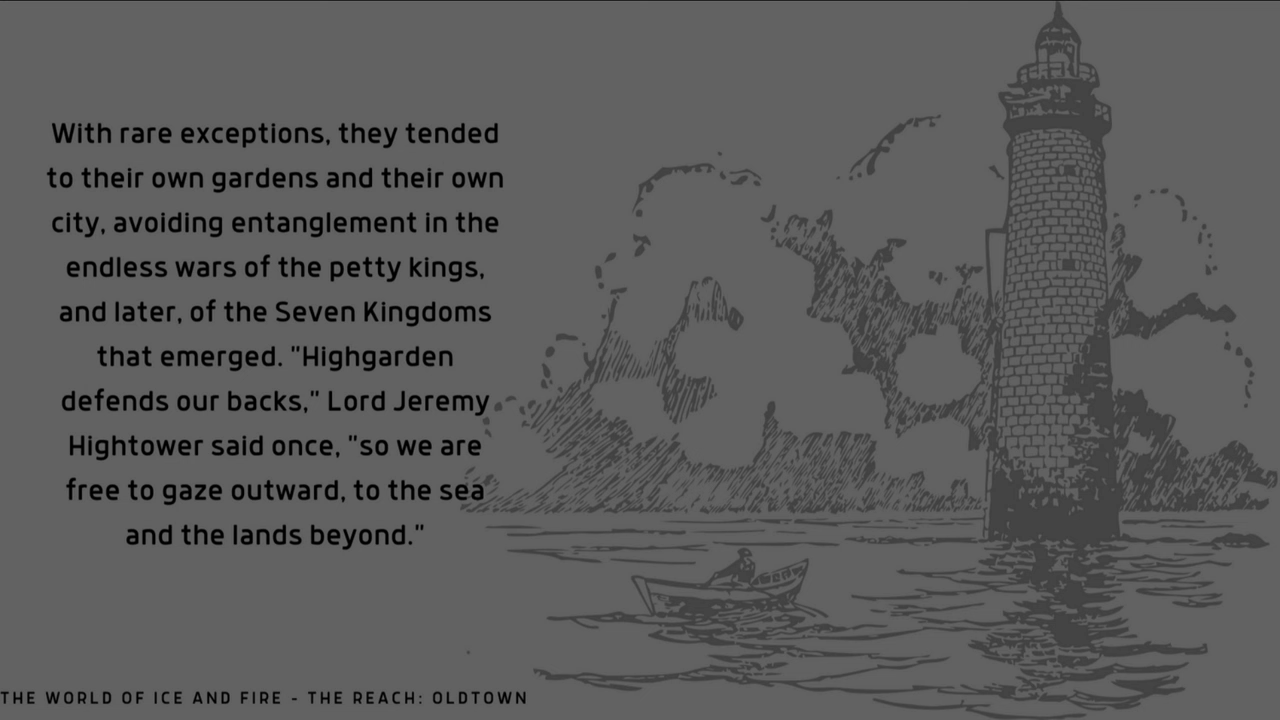 With rare exceptions, they tended
to their own gardens and their own
city, avoiding entanglement in the
endless wars of the petty kings,
and later, of the Seven Kingdoms
that emerged. "Highgarden
defends our backs," Lord Jeremy
Hightower said once, "so we are
free to gaze outward, to the sea
and the lands beyond."
THE WORLD OF ICE AND FIRE - THE REACH: OLDTOWN